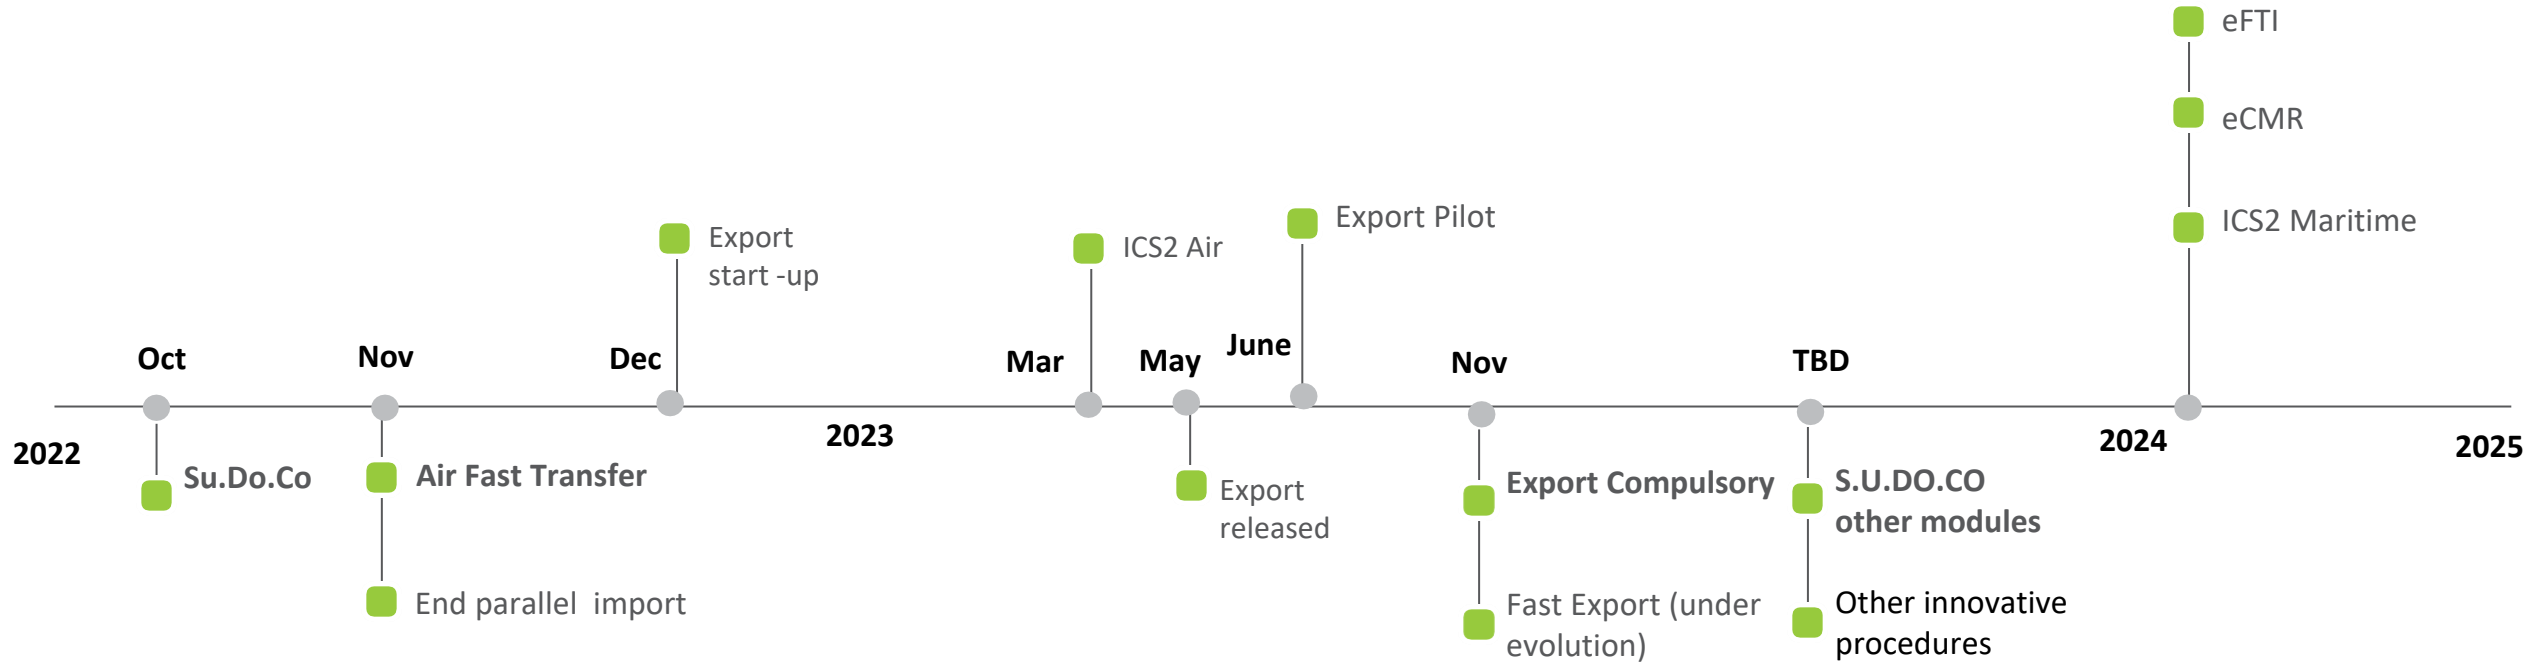 eFTI
eCMR
ICS2 Maritime
Export Pilot
Export
start -up
ICS2 Air
Oct
Nov
Dec
Mar
May
June
Nov
TBD
2022
2023
2024
2025
Su.Do.Co
Air Fast Transfer
End parallel  import
Export
released
Export Compulsory
Fast Export (under
evolution)
S.U.DO.CO
other modules
Other innovative
procedures